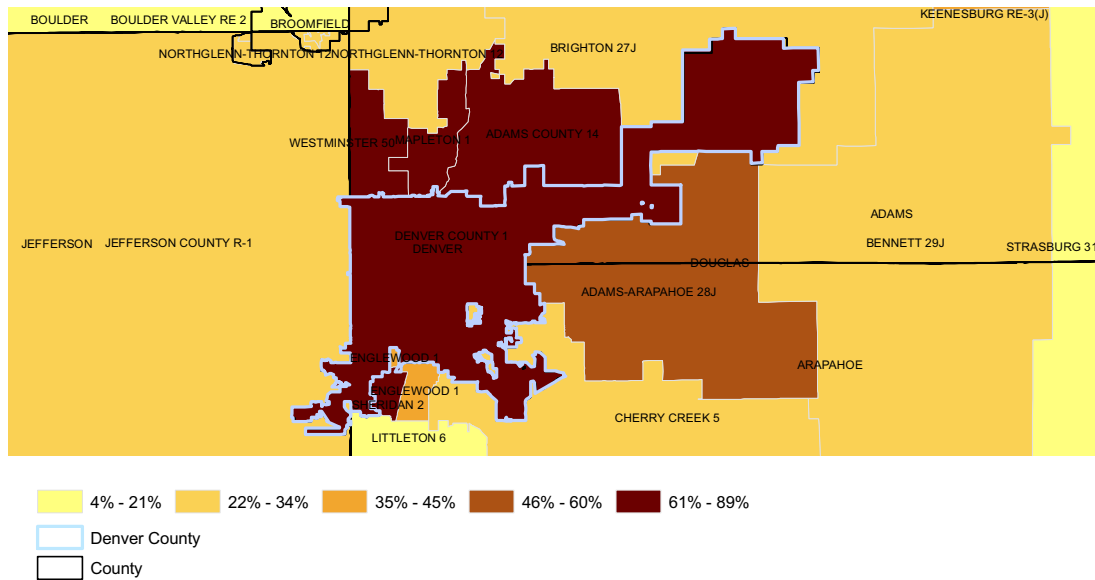 BOULDER
BOULDER VALLEY RE 2
BROOMFIELD
KEENESBURG RE-3(J)
NORTHGLENN-THORNTON 12
NORTHGLENN-THORNTON 12
BRIGHTON 27J
WESTMINSTER 50
MAPLETON 1
ADAMS COUNTY 14
ADAMS
JEFFERSON
JEFFERSON COUNTY R-1
DENVER COUNTY 1
DENVER
BENNETT 29J
STRASBURG 31
DOUGLAS
ADAMS-ARAPAHOE 28J
ENGLEWOOD 1
ARAPAHOE
ENGLEWOOD 1
SHERIDAN 2
CHERRY CREEK 5
LITTLETON 6
4% - 21%
22% - 34%
35% - 45%
46% - 60%
61% - 89%
Denver County
County